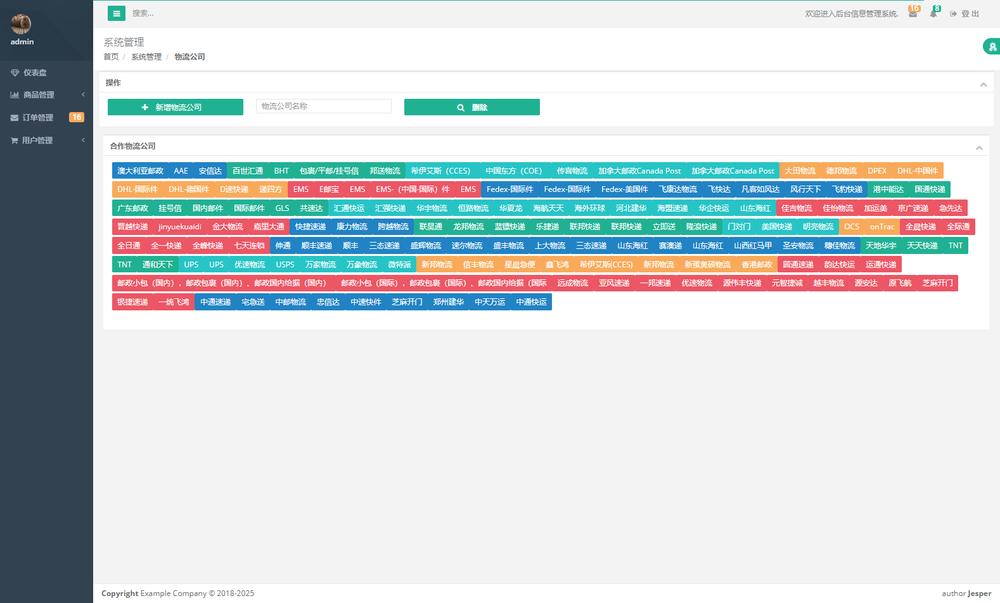 admin
仪表盘
商品管理
订单管理 16
用户管理
搜索...
欢迎进入后台信息管理系统. 16 8 登 出
系统管理
首页 / 系统管理 / 物流公司
操作
新增物流公司 物流公司名称 删除
合作物流公司
澳大利亚邮政 AAE 安信达 百世汇通 BHT 包裹/平邮/挂号信 邦送物流 希伊艾斯（CCES） 中国东方（COE） 传喜物流 加拿大邮政Canada Post 加拿大邮政Canada Post 大田物流 德邦物流 DPEX DHL-中国件
DHL-国际件 DHL-德国件 D速快递 递四方 EMS E邮宝 EMS EMS-（中国-国际）件 EMS Fedex-国际件 Fedex-国际件 Fedex-美国件 飞康达物流 飞快达 凡客如风达 风行天下 飞豹快递 港中能达 国通快递
广东邮政 挂号信 国内邮件 国际邮件 GLS 共速达 汇通快运 汇强快递 华宇物流 恒路物流 华夏龙 海航天天 海外环球 河北建华 海盟速递 华企快运 山东海红 佳吉物流 佳怡物流 加运美 京广速递 急先达
晋越快递 jinyuekuaidi 金大物流 嘉里大通 快捷速递 康力物流 跨越物流 联昊通 龙邦物流 蓝镖快递 乐捷递 联邦快递 联邦快递 立即送 隆浪快递 门对门 美国快递 明亮物流 OCS onTrac 全晨快递 全际通
全日通 全一快递 全峰快递 七天连锁 伸通 顺丰速递 顺丰 三态速递 盛辉物流 速尔物流 盛丰物流 上大物流 三态速递 山东海红 赛澳递 山东海红 山西红马甲 圣安物流 穗佳物流 天地华宇 天天快递 TNT
TNT 通和天下 UPS UPS 优速物流 USPS 万家物流 万象物流 微特派 新邦物流 信丰物流 星晨急便 鑫飞鸿 希伊艾斯(CCES) 新邦物流 新蛋奥硕物流 香港邮政 圆通速递 韵达快运 运通快递
邮政小包（国内），邮政包裹（国内）、邮政国内给据（国内） 邮政小包（国际），邮政包裹（国际）、邮政国内给据（国际 远成物流 亚风速递 一邦速递 优速物流 源伟丰快递 元智捷诚 越丰物流 源安达 原飞航 芝麻开门
银捷速递 一统飞鸿 中通速递 宅急送 中邮物流 忠信达 中速快件 芝麻开门 郑州建华 中天万运 中通快运
Copyright Example Company © 2018-2025
author Jesper